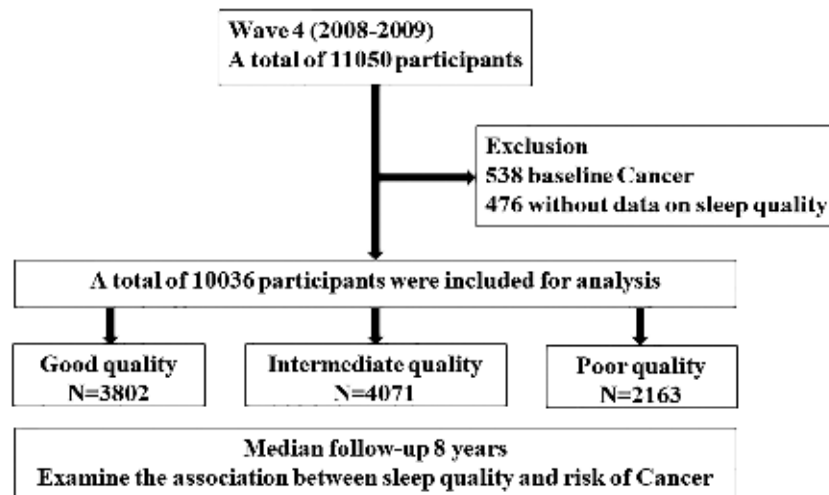 Wave 4 (2008-2009)
A total of 11050 participants
Exclusion
538 baseline Cancer
476 without data on sleep quality
A total of 10036 participants were included for analysis
Good quality
N=3802
Intermediate quality
N=4071
Poor quality
N=2163
Median follow-up 8 years
Examine the association between sleep quality and risk of Cancer